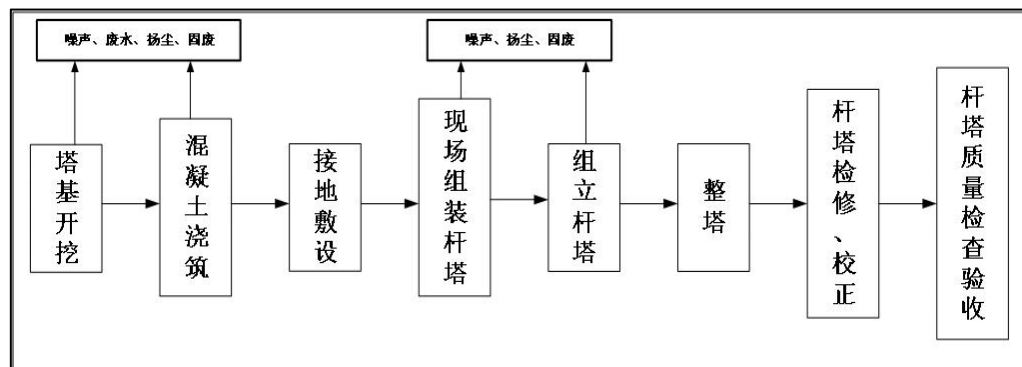 噪声、废水、扬尘、固废
噪声、扬尘、固废
塔基开挖
混凝土浇筑
接地敷设
现场组装杆塔
组立杆塔
整塔
杆塔检修、校正
杆塔质量检查验收